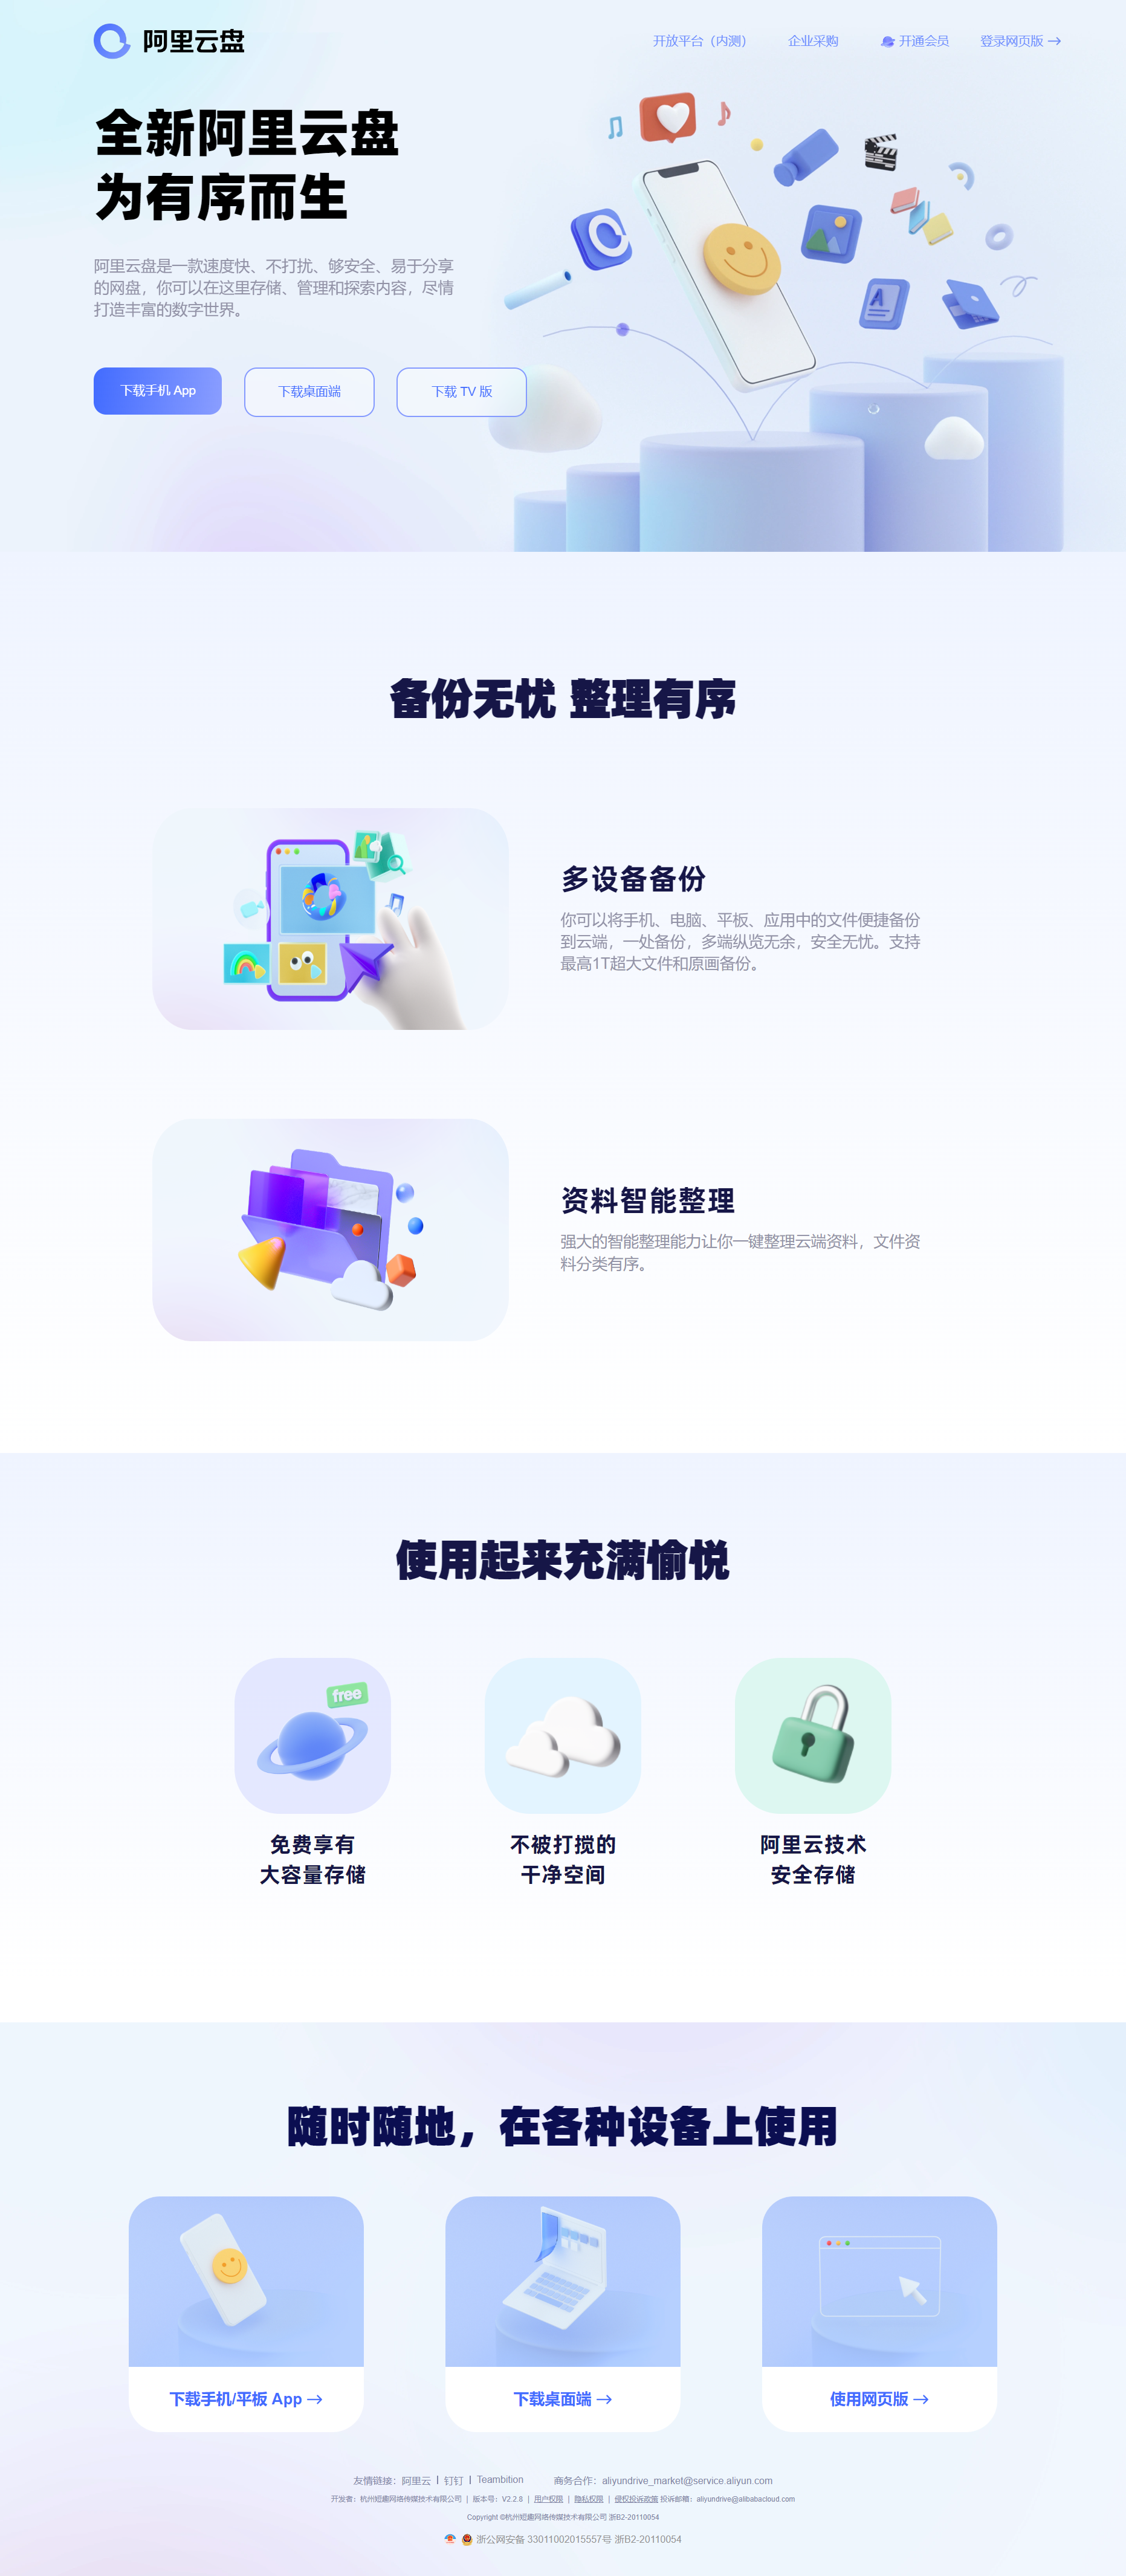 阿里云盘
开放平台（内测） 企业采购 开通会员 登录网页版 →
全新阿里云盘
为有序而生
阿里云盘是一款速度快、不打扰、够安全、易于分享
的网盘，你可以在这里存储、管理和探索内容，尽情
打造丰富的数字世界。
下载手机 App 下载桌面端 下载 TV 版
备份无忧 整理有序
多设备备份
你可以将手机、电脑、平板、应用中的文件便捷备份
到云端，一处备份，多端纵览无余，安全无忧。支持
最高1T超大文件和原画备份。
资料智能整理
强大的智能整理能力让你一键整理云端资料，文件资
料分类有序。
使用起来充满愉悦
free
免费享有
大容量存储
不被打搅的
干净空间
阿里云技术
安全存储
随时随地，在各种设备上使用
下载手机/平板 App →
下载桌面端 →
使用网页版 →
友情链接：阿里云 | 钉钉 | Teambition 商务合作：aliyundrive_market@service.aliyun.com
开发者：杭州短趣网络传媒技术有限公司 | 版本号：V2.2.8 | 用户权限 | 隐私权限 | 侵权投诉政策 投诉邮箱：aliyundrive@alibabacloud.com
Copyright ©杭州短趣网络传媒技术有限公司 浙B2-20110054
浙公网安备 33011002015557号 浙B2-20110054